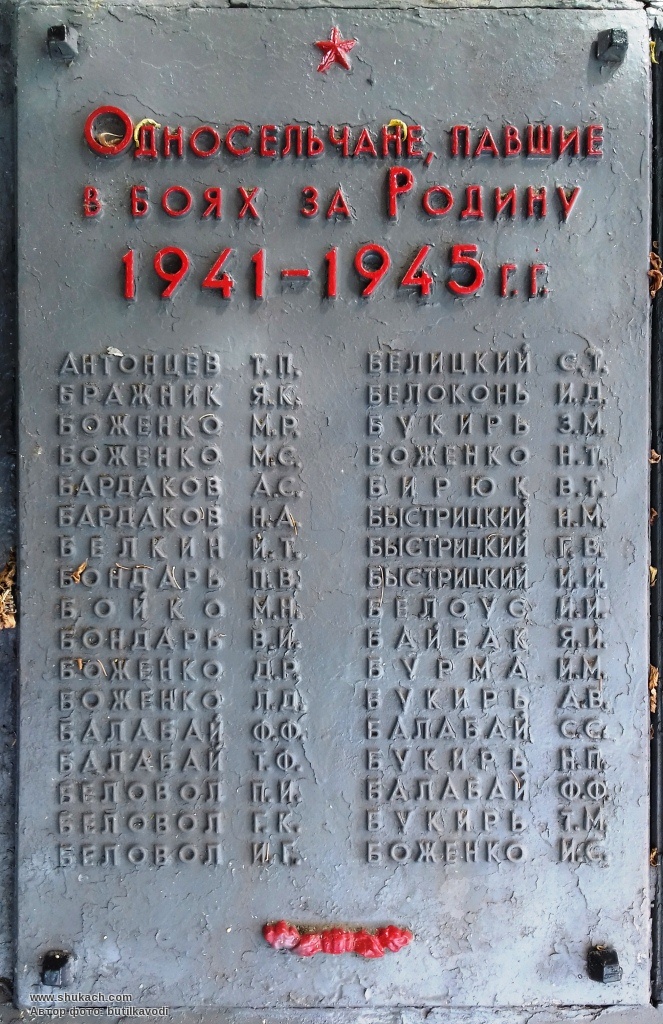 Односельчане, павшие
в боях за Родину
1941-1945 г.г.
АНТОНЦЕВ Т.П.
БРАЖНИК Я.К.
БОЖЕНКО М.Р.
БОЖЕНКО М.С.
БАРДАКОВ А.С.
БАРДАКОВ Н.А.
БЕЛКИН И.Т.
БОНДАРЬ П.В.
БОЙКО М.Н.
БОНДАРЬ В.И.
БОЖЕНКО Д.Р.
БОЖЕНКО Л.Д.
БАЛАБАЙ Ф.Ф.
БАЛАБАЙ Т.Ф.
БЕЛОВОЛ П.И.
БЕЛОВОЛ Г.К.
БЕЛОВОЛ И.Г.
БЕЛИЦКИЙ С.Т.
БЕЛОКОНЬ И.Д.
БУКИРЬ З.М.
БОЖЕНКО Н.Т.
БИРЮК В.Т.
БЫСТРИЦКИЙ Н.М.
БЫСТРИЦКИЙ Г.В.
БЫСТРИЦКИЙ И.И.
БЕЛОУС И.И.
БАЙБАК Я.И.
БУРМА И.М.
БУКИРЬ А.В.
БАЛАБАЙ С.С.
БУКИРЬ Н.П.
БАЛАБАЙ Ф.Ф.
БУКИРЬ Т.М.
БОЖЕНКО И.С.
www.shukach.com
Автор фото: butilkavodi